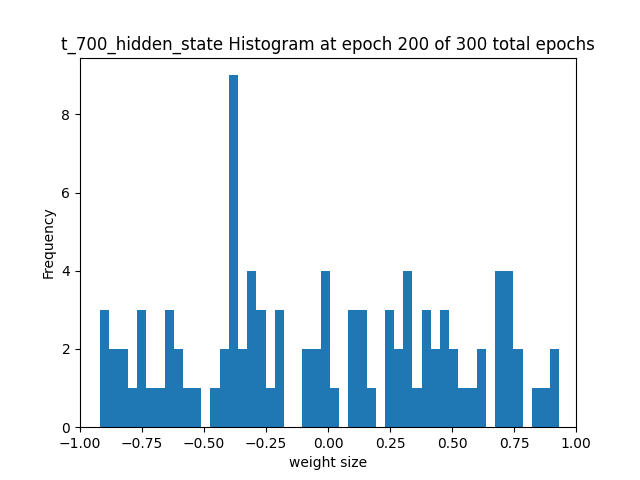 t_700_hidden_state Histogram at epoch 200 of 300 total epochs
Frequency
8
6
4
2
0
−1.00 −0.75 −0.50 −0.25 0.00 0.25 0.50 0.75 1.00
weight size